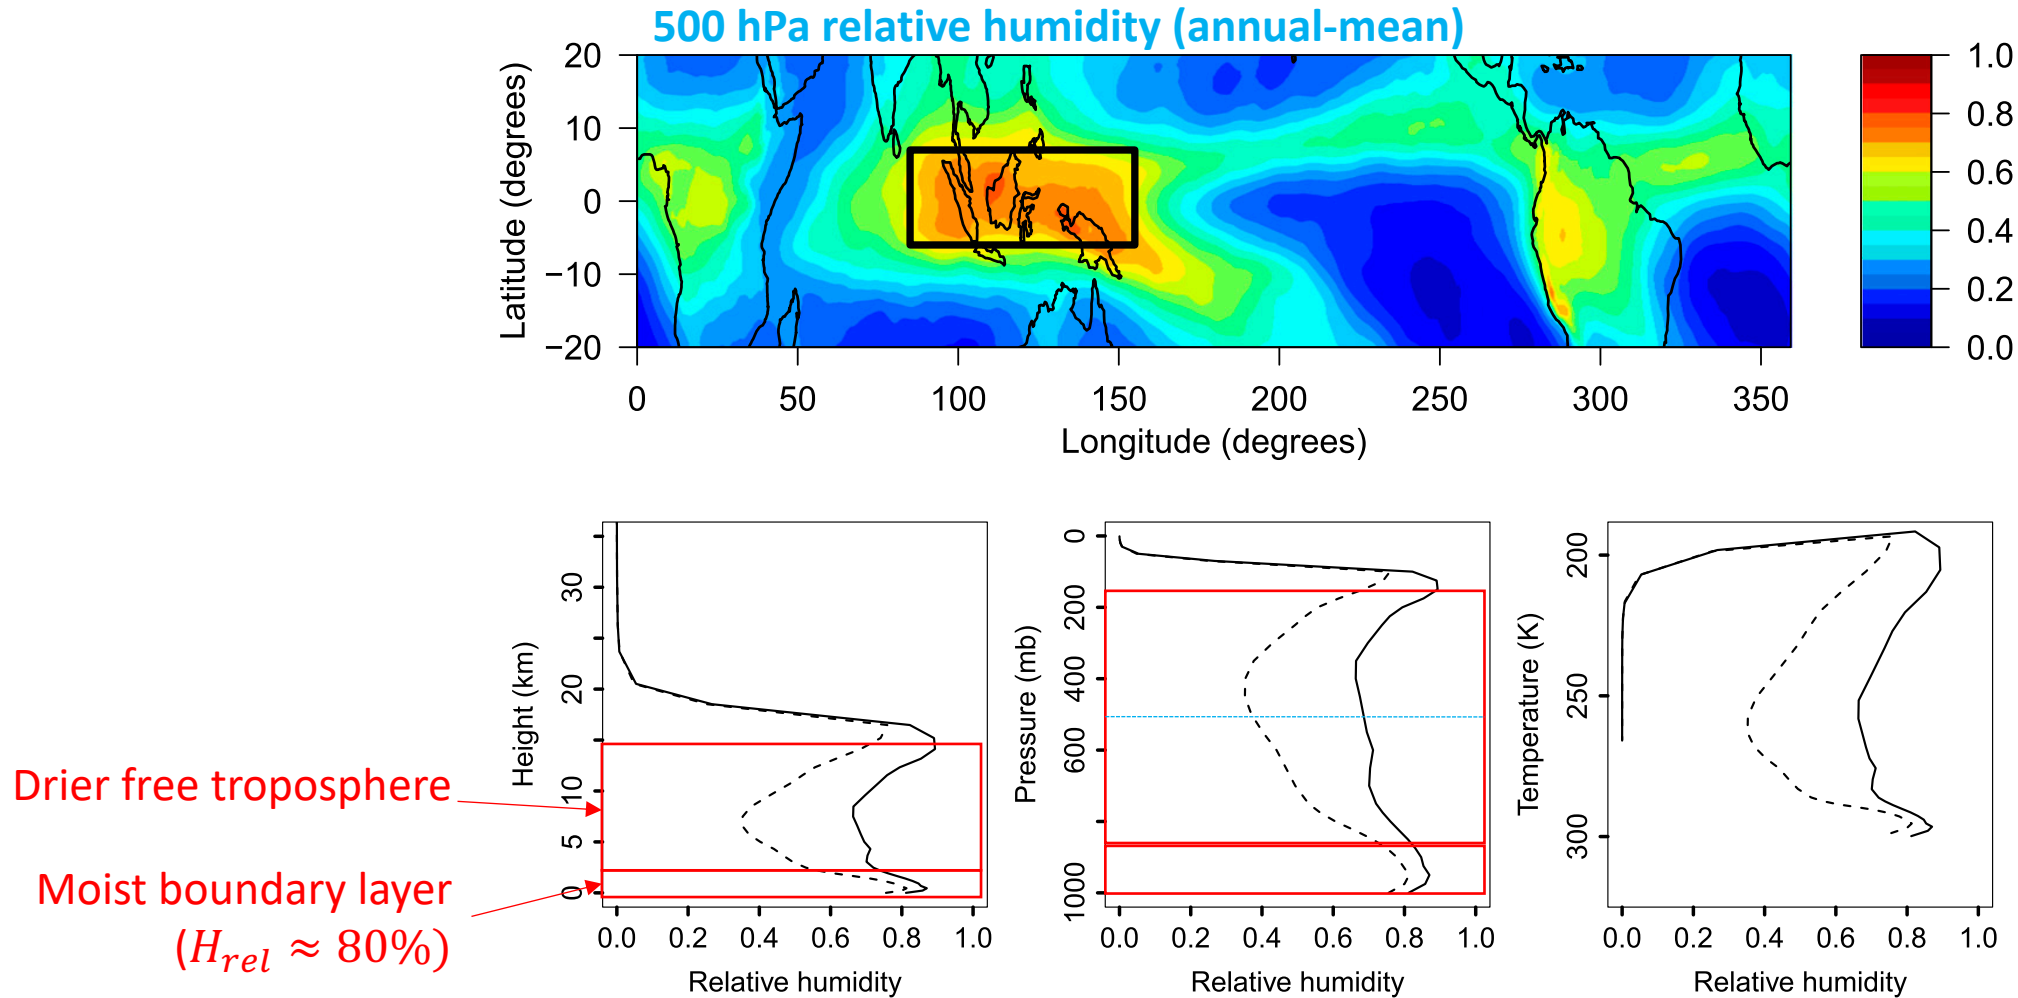 500 hPa relative humidity (annual-mean)
Latitude (degrees)
20
10
0
−10
−20
0 50 100 150 200 250 300 350
Longitude (degrees)
1.0
0.8
0.6
0.4
0.2
0.0
Drier free troposphere
Moist boundary layer
(H_rel ≈ 80%)
Height (km)
30
20
10
5
0
0.0 0.2 0.4 0.6 0.8 1.0
Relative humidity
Pressure (mb)
0
200
400
600
1000
0.0 0.2 0.4 0.6 0.8 1.0
Relative humidity
Temperature (K)
200
250
300
0.0 0.2 0.4 0.6 0.8 1.0
Relative humidity